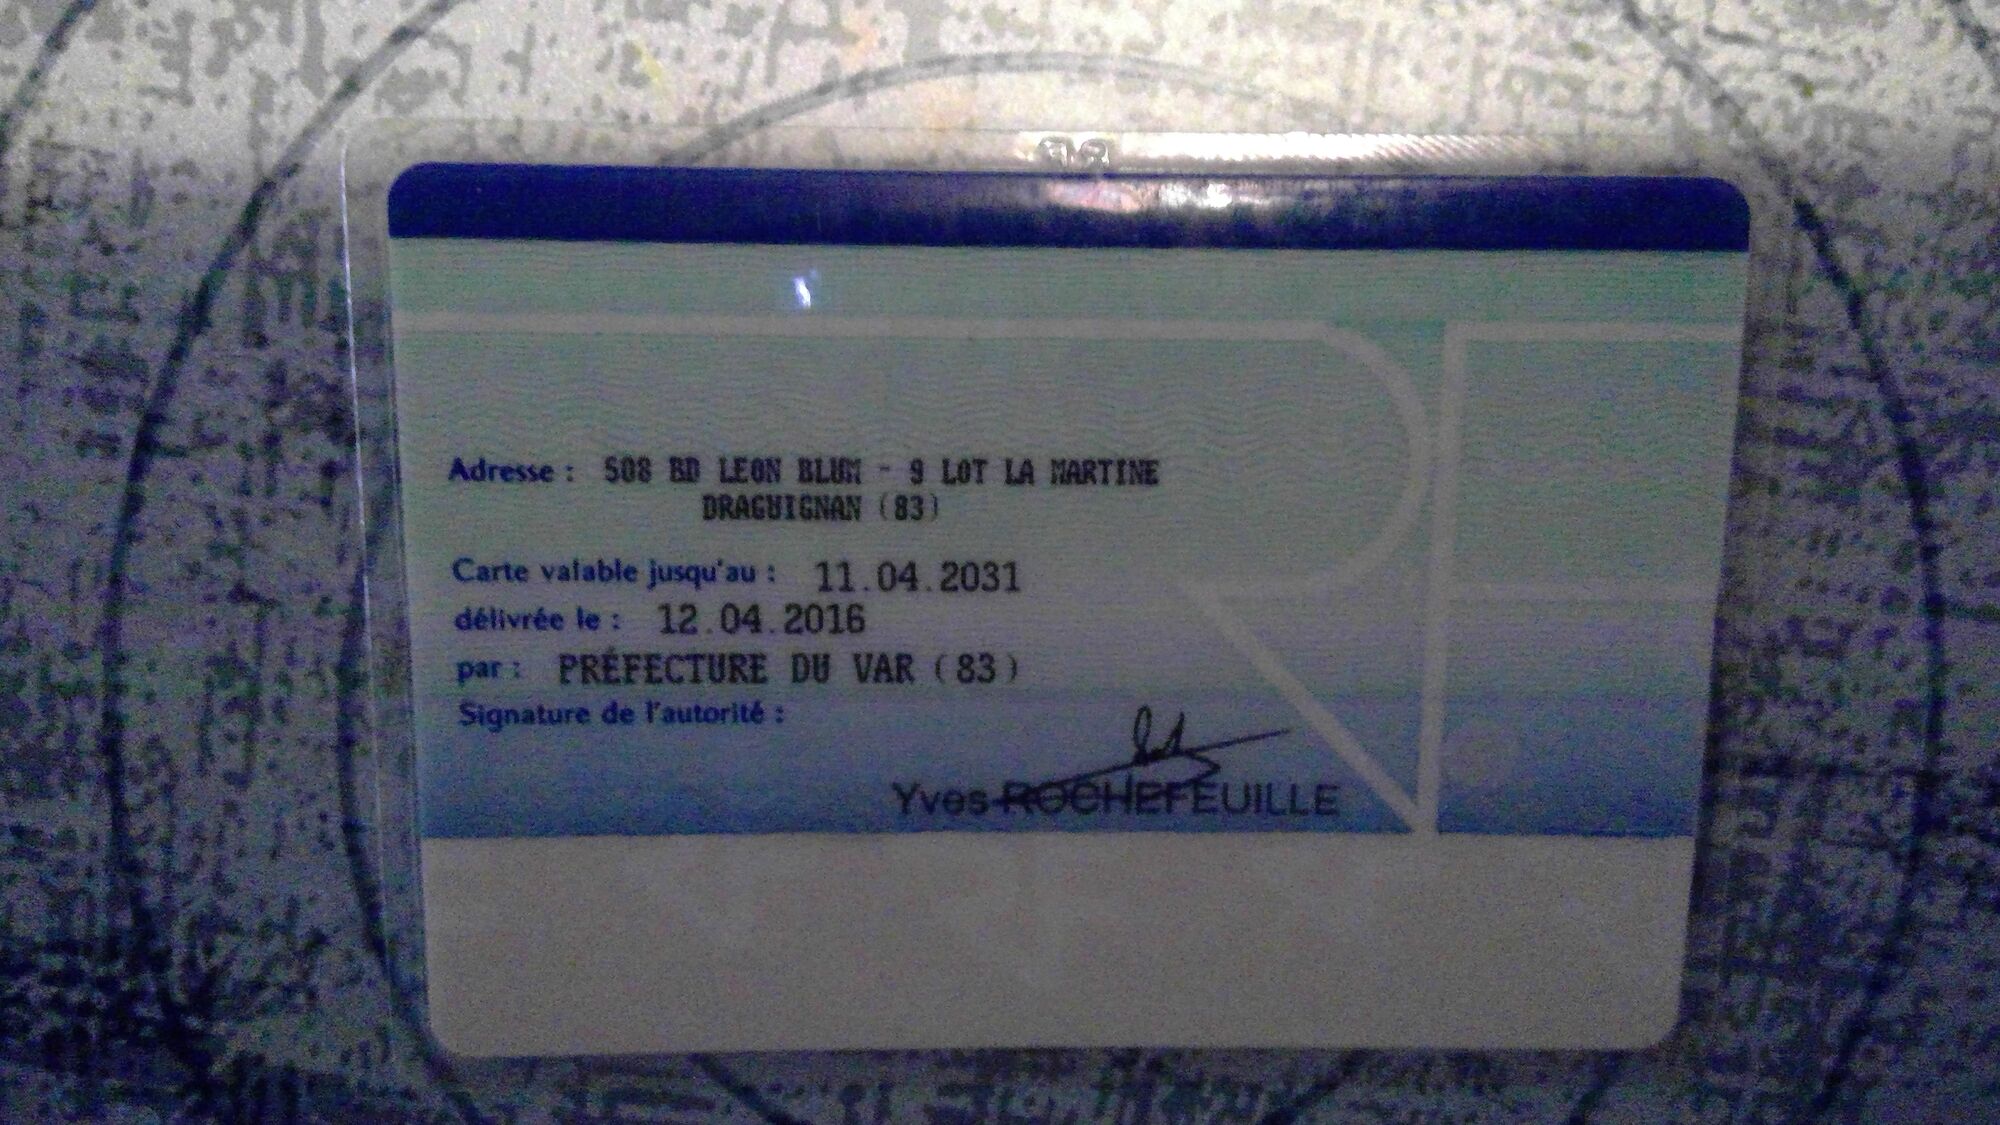 Adresse : 508 BD LEON BLUM - 9 LOT LA MARTINE
DRAGUIGNAN (83)
Carte valable jusqu'au : 11.04.2031
délivrée le : 12.04.2016
par : PRÉFECTURE DU VAR (83)
Signature de l'autorité :
Yves ROCHEFEUILLE
RF